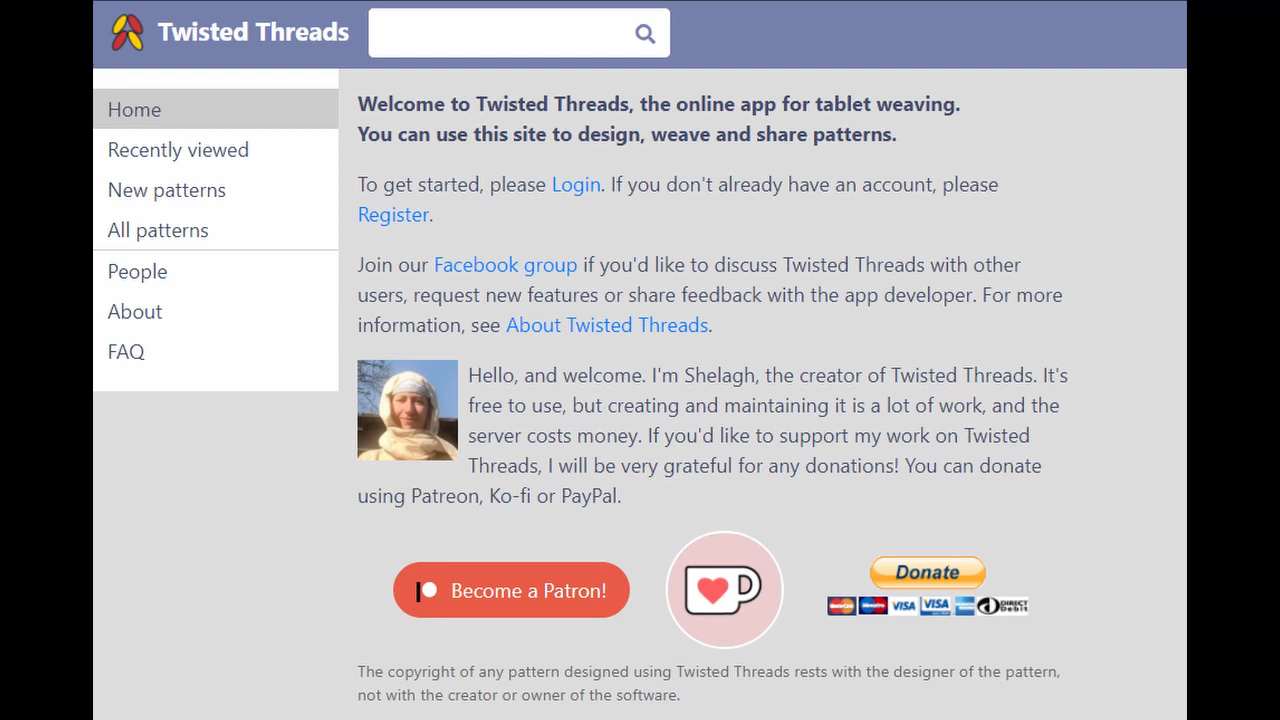 Twisted Threads
Home
Recently viewed
New patterns
All patterns
People
About
FAQ
Welcome to Twisted Threads, the online app for tablet weaving.
You can use this site to design, weave and share patterns.
To get started, please Login. If you don't already have an account, please
Register.
Join our Facebook group if you'd like to discuss Twisted Threads with other
users, request new features or share feedback with the app developer. For more
information, see About Twisted Threads.
Hello, and welcome. I'm Shelagh, the creator of Twisted Threads. It's
free to use, but creating and maintaining it is a lot of work, and the
server costs money. If you'd like to support my work on Twisted
Threads, I will be very grateful for any donations! You can donate
using Patreon, Ko-fi or PayPal.
Become a Patron!
Donate
VISA VISA DIRECT Debit
The copyright of any pattern designed using Twisted Threads rests with the designer of the pattern,
not with the creator or owner of the software.